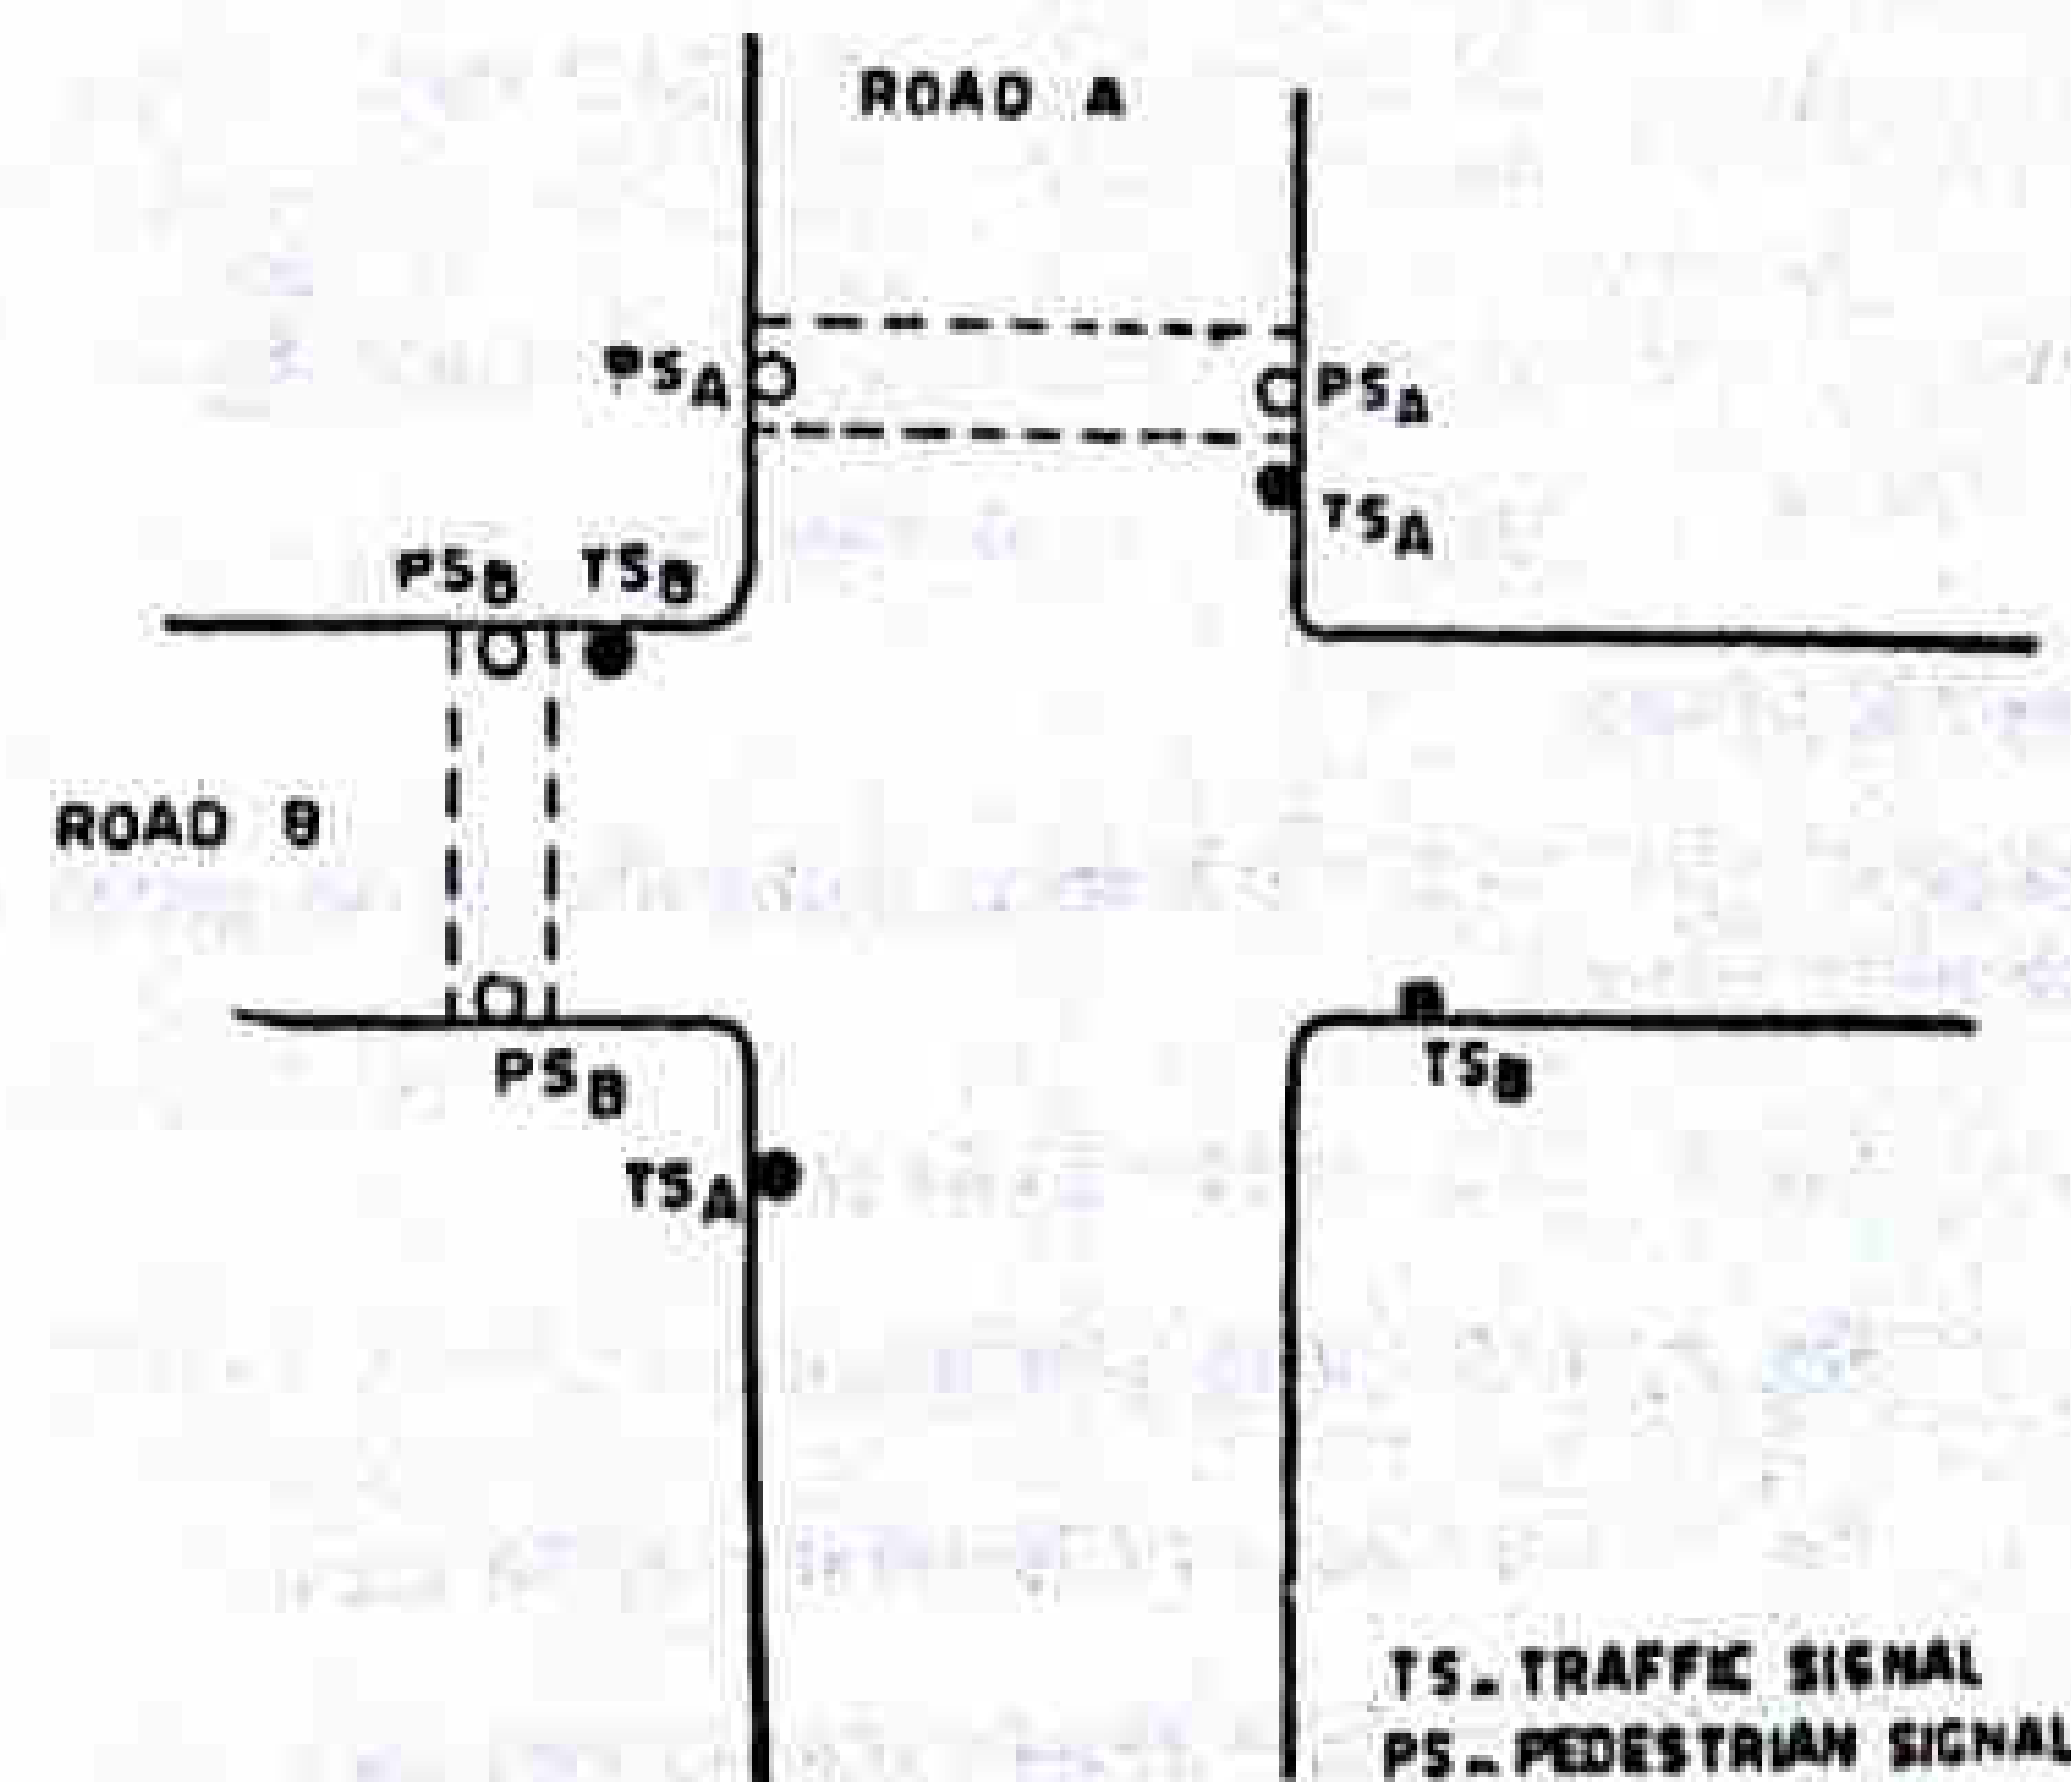 ROAD A
PSA
PSA
TSA
PSB
TSB
ROAD B
PSB
TSB
TSA
TS - TRAFFIC SIGNAL
PS - PEDESTRIAN SIGNAL